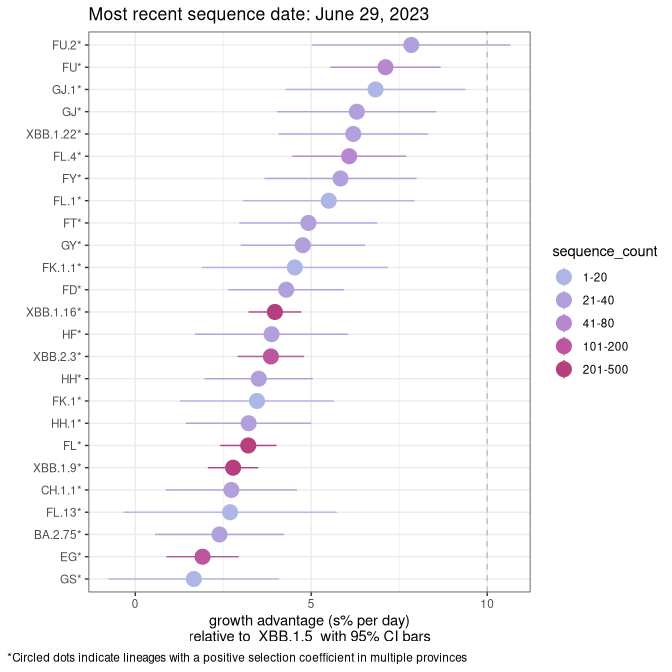 Most recent sequence date: June 29, 2023
FU.2*
FU*
GJ.1*
GJ*
XBB.1.22*
FL.4*
FY*
FL.1*
FT*
GY*
FK.1.1*
FD*
XBB.1.16*
HF*
XBB.2.3*
HH*
FK.1*
HH.1*
FL*
XBB.1.9*
CH.1.1*
FL.13*
BA.2.75*
EG*
GS*
0 5 10
growth advantage (s% per day)
relative to XBB.1.5 with 95% CI bars
sequence_count
1-20
21-40
41-80
101-200
201-500
*Circled dots indicate lineages with a positive selection coefficient in multiple provinces